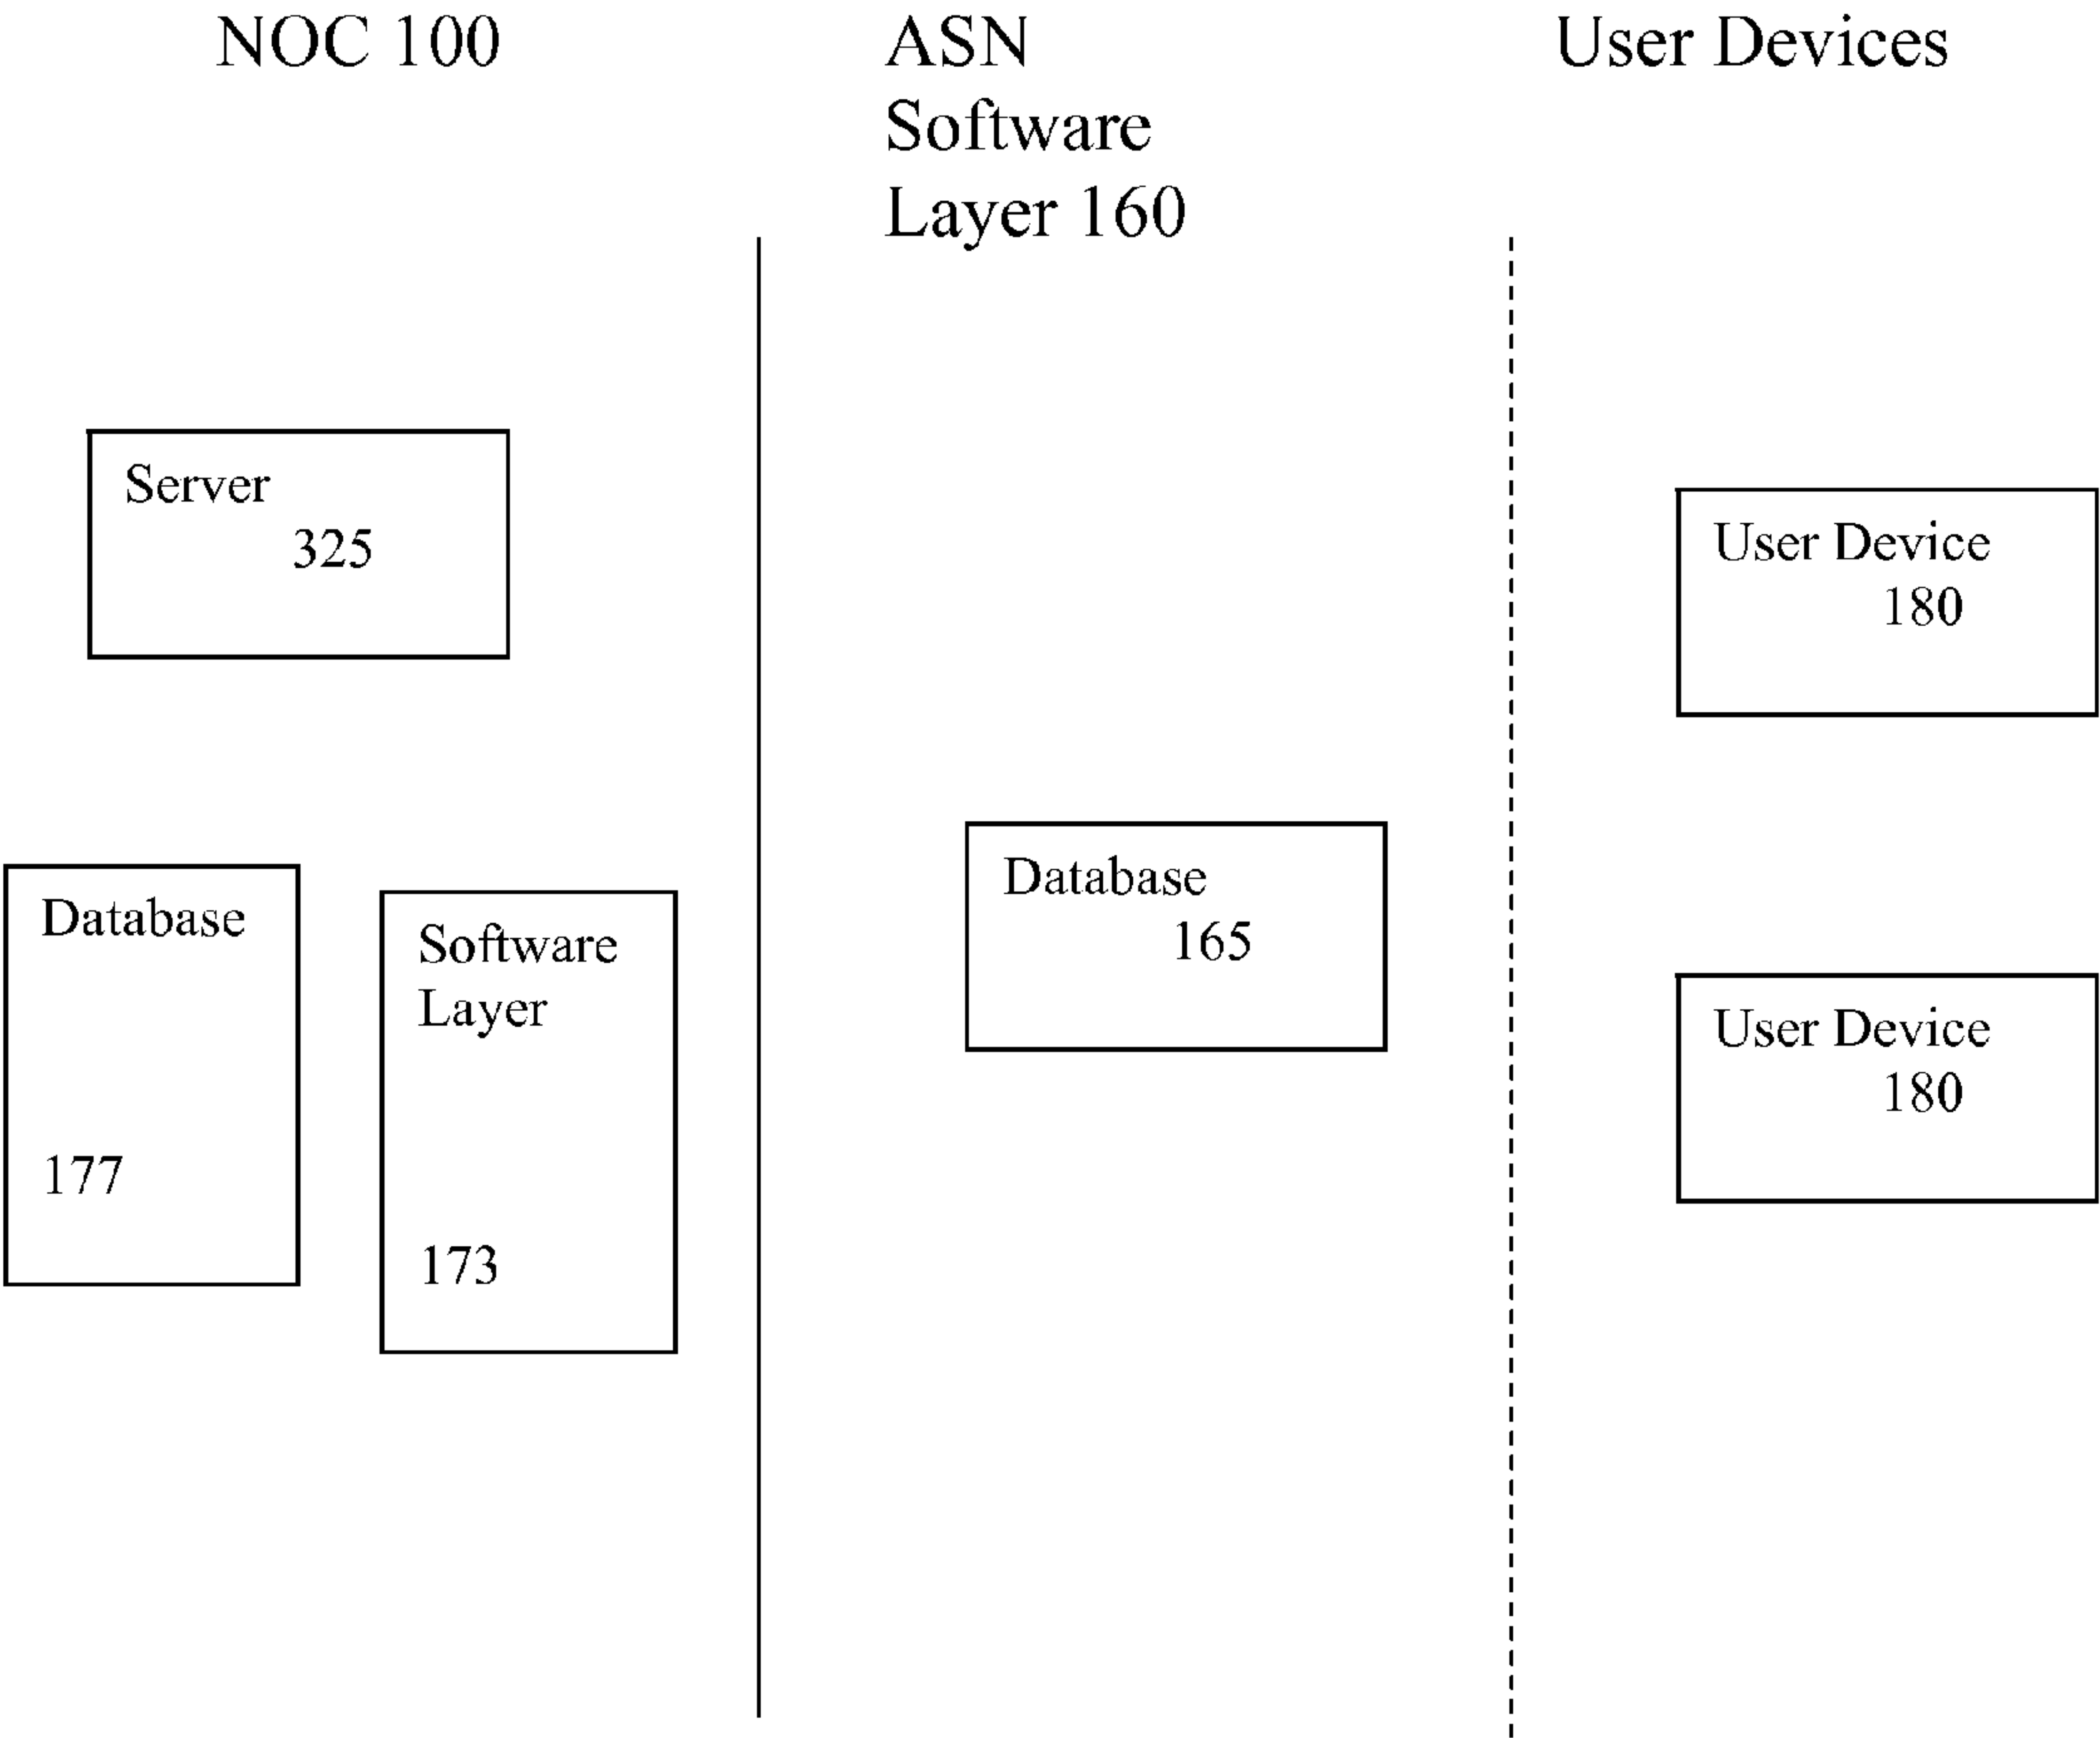 NOC 100
ASN
Software
Layer 160
User Devices
Server
325
Database
177
Software
Layer
173
Database
165
User Device
180
User Device
180